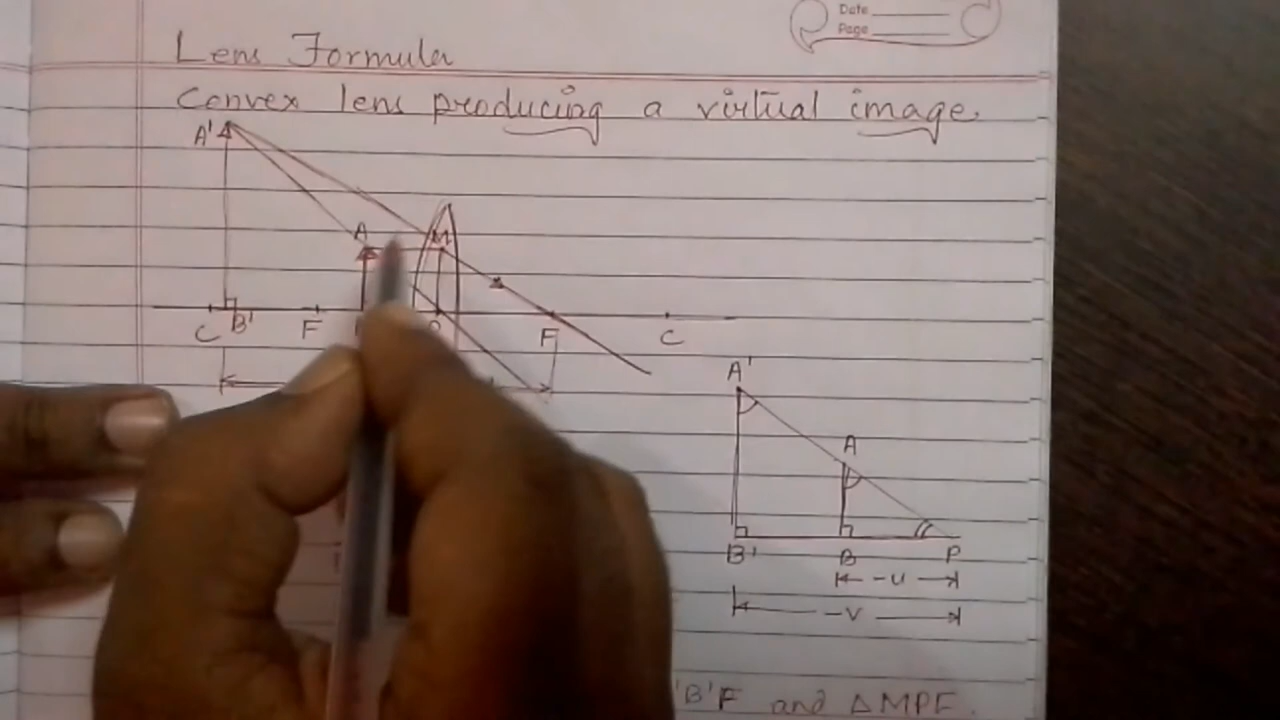 Date
Page
Lens Formula
Convex lens producing a virtual image.
A'
A
M
C
B'
F
F
C
A'
A
B'
B
P
-u
-v
'B'F and ΔMPF.